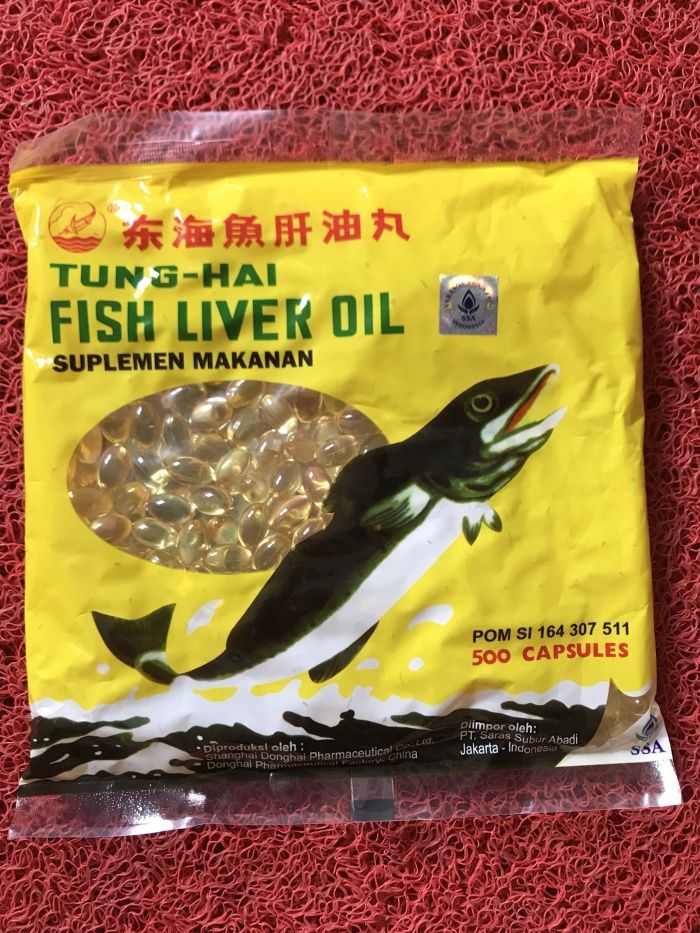 东海魚肝油丸
®
TUNG-HAI
FISH LIVER OIL
SUPLEMEN MAKANAN
SSA
INDONESIA
POM SI 164 307 511
500 CAPSULES
Diproduksi oleh :
Shanghai Donghai Pharmaceutical Co., Ltd.
Donghai Pharmaceutical Factory- China
Diimpor oleh:
PT. Saras Subur Abadi
Jakarta - Indonesia
SSA